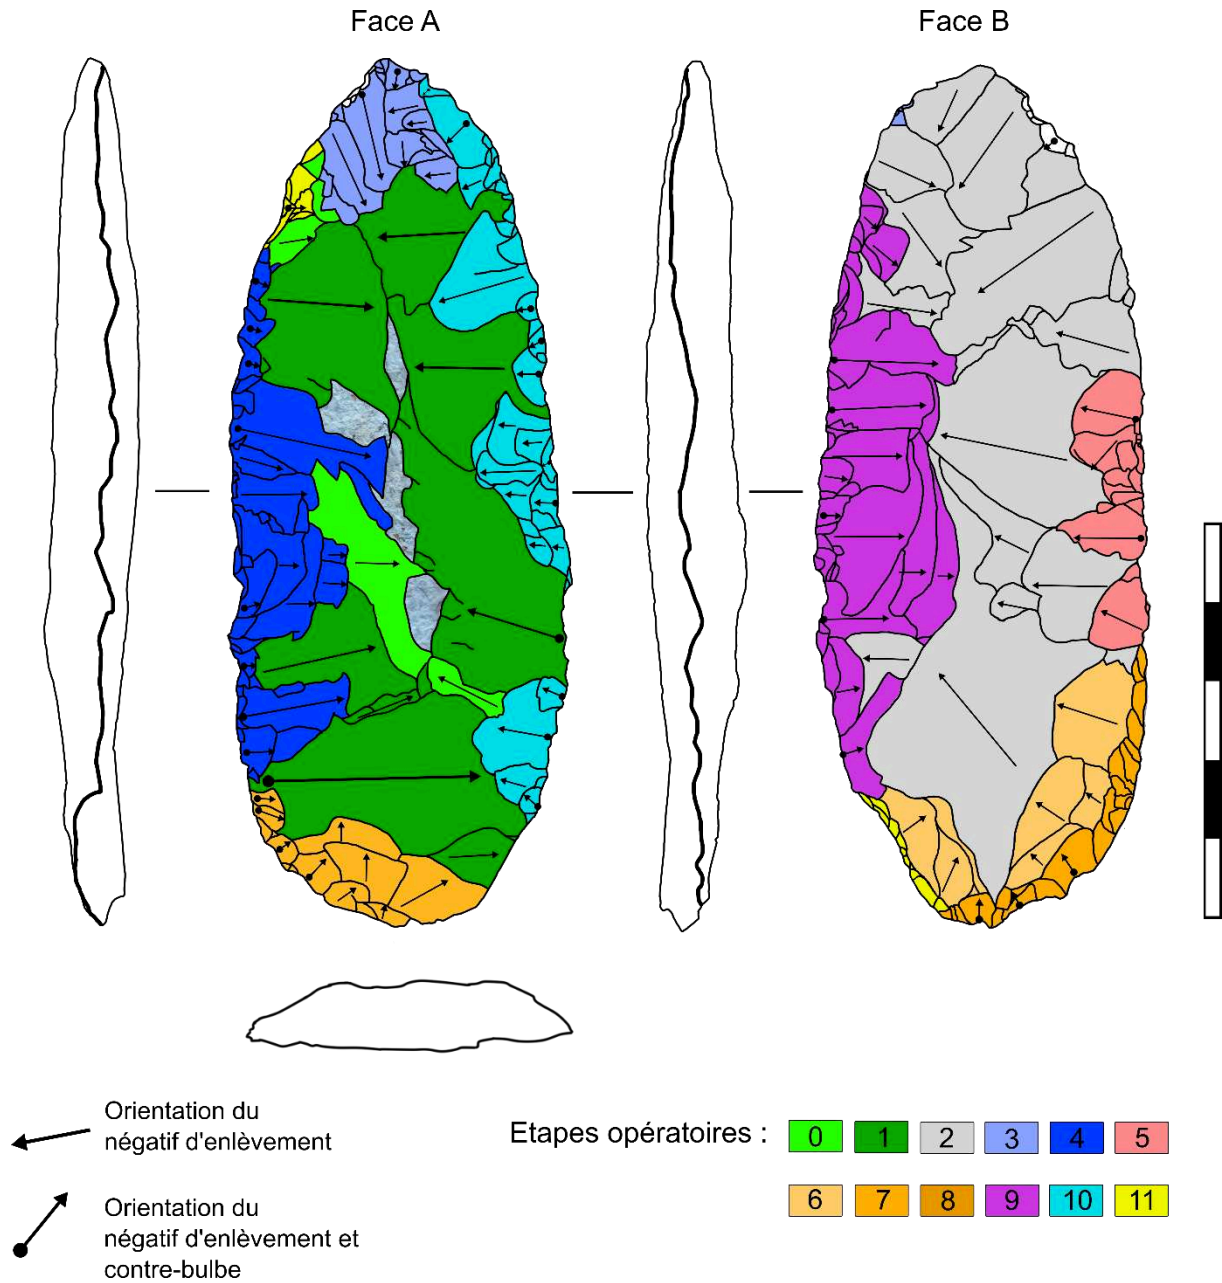 Face A
Face B
Orientation du
négatif d'enlèvement
Orientation du
négatif d'enlèvement et
contre-bulbe
Etapes opératoires :
0 1 2 3 4 5
6 7 8 9 10 11